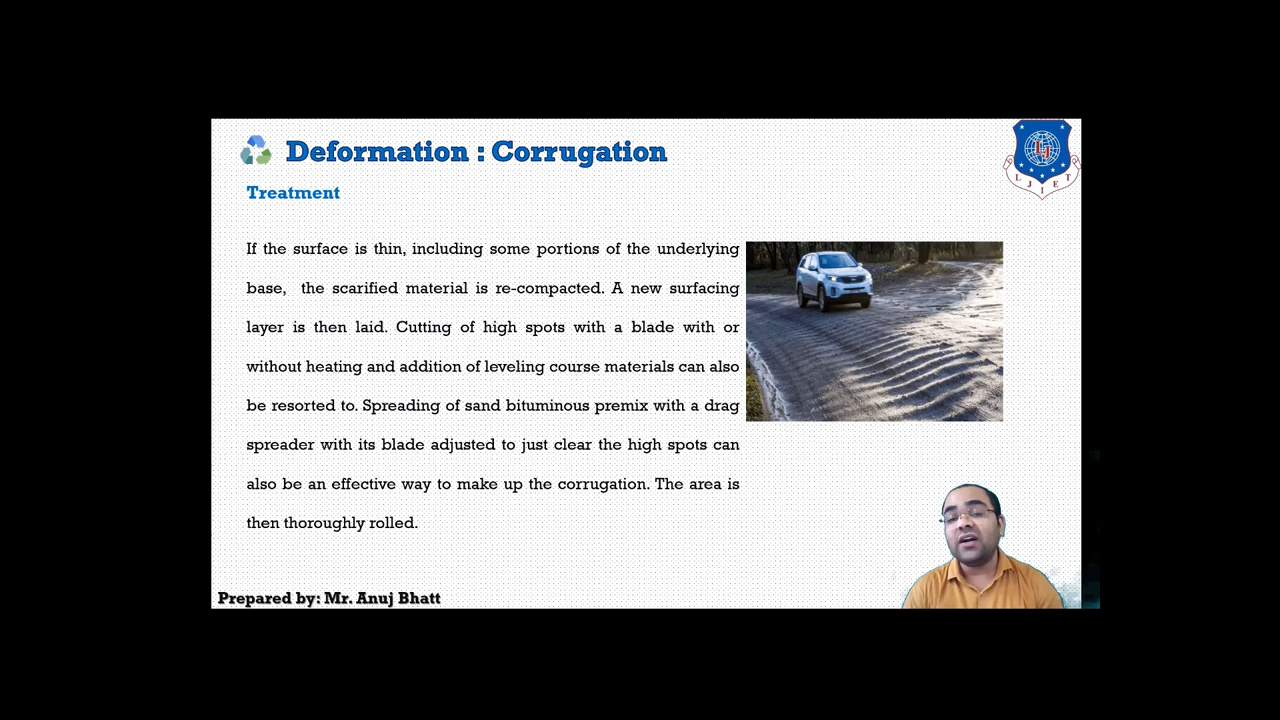 Deformation : Corrugation
Treatment
If the surface is thin, including some portions of the underlying
base, the scarified material is re-compacted. A new surfacing
layer is then laid. Cutting of high spots with a blade with or
without heating and addition of leveling course materials can also
be resorted to. Spreading of sand bituminous premix with a drag
spreader with its blade adjusted to just clear the high spots can
also be an effective way to make up the corrugation. The area is
then thoroughly rolled.
Prepared by: Mr. Anuj Bhatt
LJ
LJIET